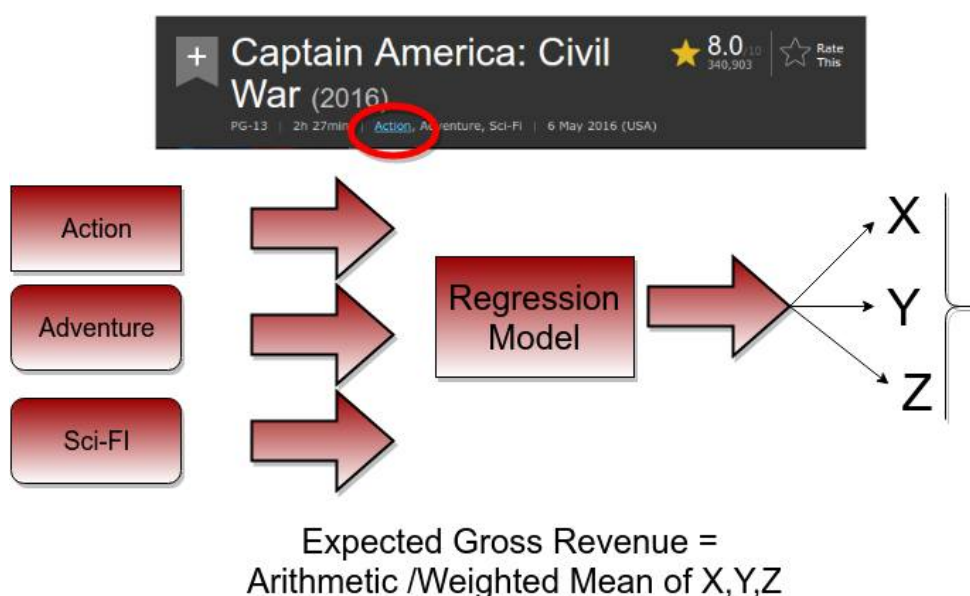 + Captain America: Civil
War (2016)
8.0/10
340,903
Rate
This
PG-13 | 2h 27min | Action, Adventure, Sci-Fi | 6 May 2016 (USA)
Action
Adventure
Sci-FI
Regression
Model
X
Y
Z
Expected Gross Revenue =
Arithmetic /Weighted Mean of X,Y,Z